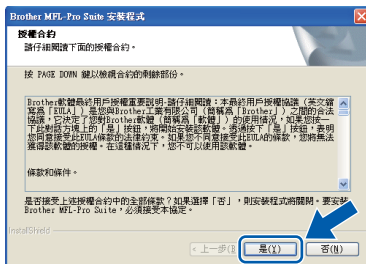 Brother MFL-Pro Suite 安裝程式
授權合約
請仔細閱讀下面的授權合約。
按 PAGE DOWN 鍵以檢視合約的剩餘部份。
Brother軟體最終用戶授權重要說明-請仔細閱讀：本最終用戶授權協議（英文縮
寫爲「EULA」）是您與Brother工業有限公司（簡稱爲「Brother」）之間的合法
協議，它決定了您對Brother軟體（簡稱爲「軟體」）的使用情況，如果您按一
下此對話方塊上的「是」按鈕，將開始安裝該軟體。透過按下「是」按鈕，表明
您同意接受此EULA條款的法律約束。如果您不同意接受此EULA條款，您將無法
獲得該軟體的授權。在這種情況下，您不可以使用該軟體。
條款和條件。
是否接受上述授權合約中的全部條款？如果選擇「否」，則安裝程式將關閉。要安裝
Brother MFL-Pro Suite，必須接受本協定。
InstallShield
< 上一步(B)
是(Y)
否(N)